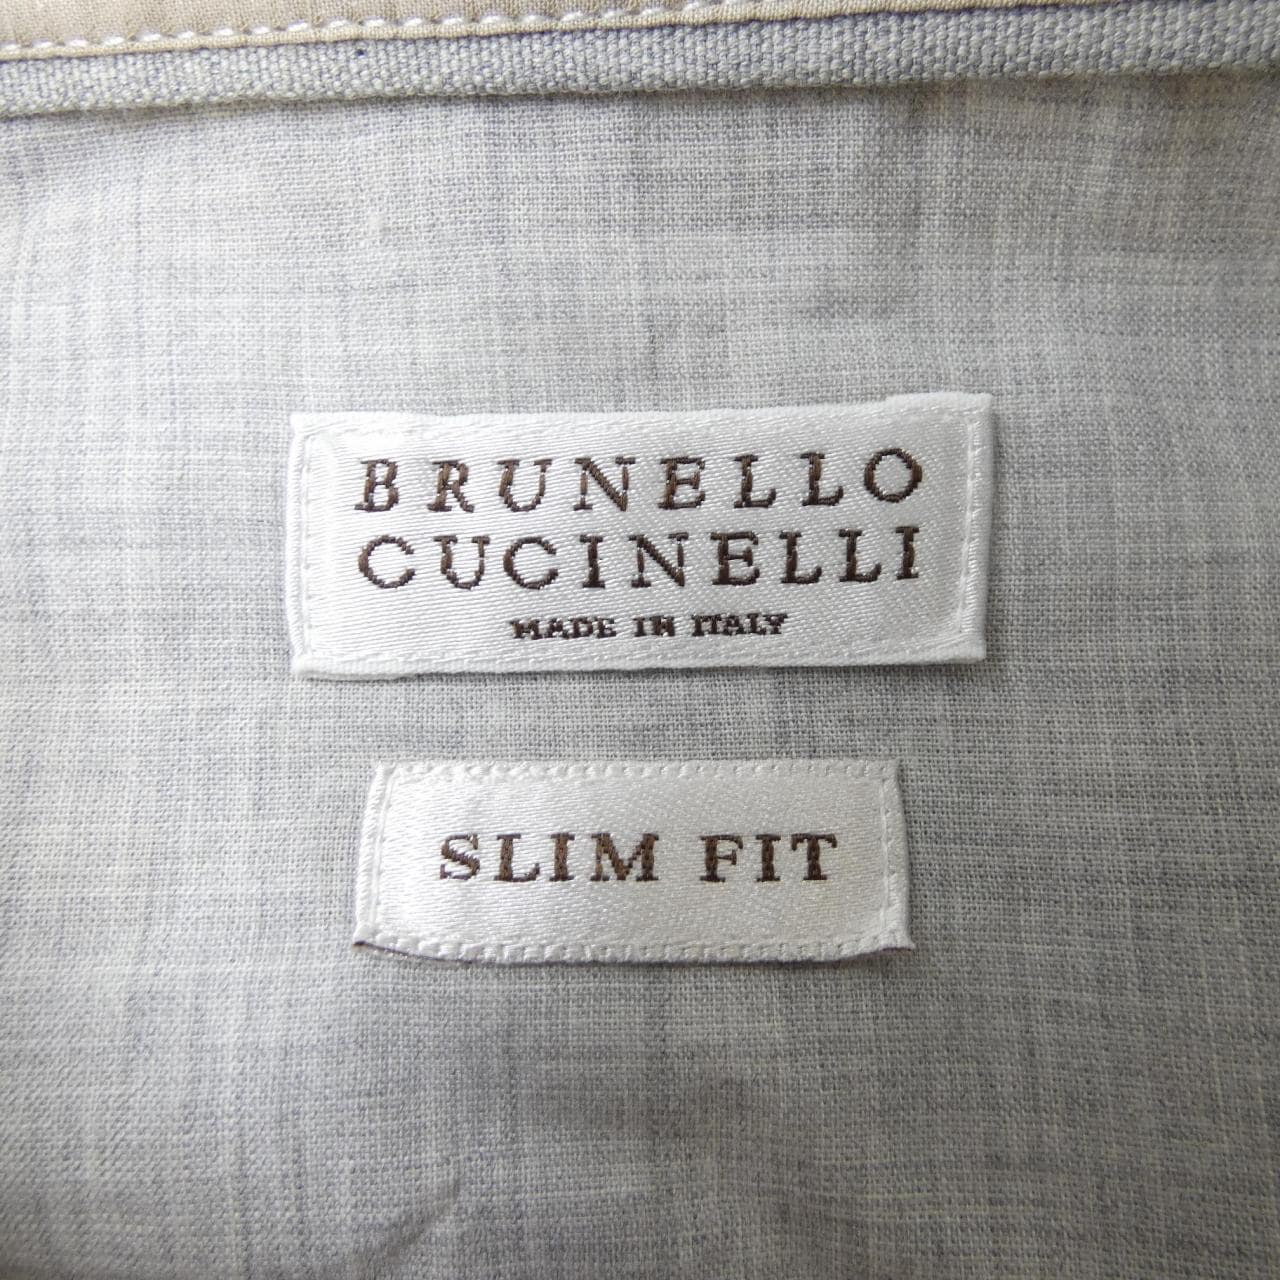 BRUNELLO
CUCINELLI
MADE IN ITALY
SLIM FIT